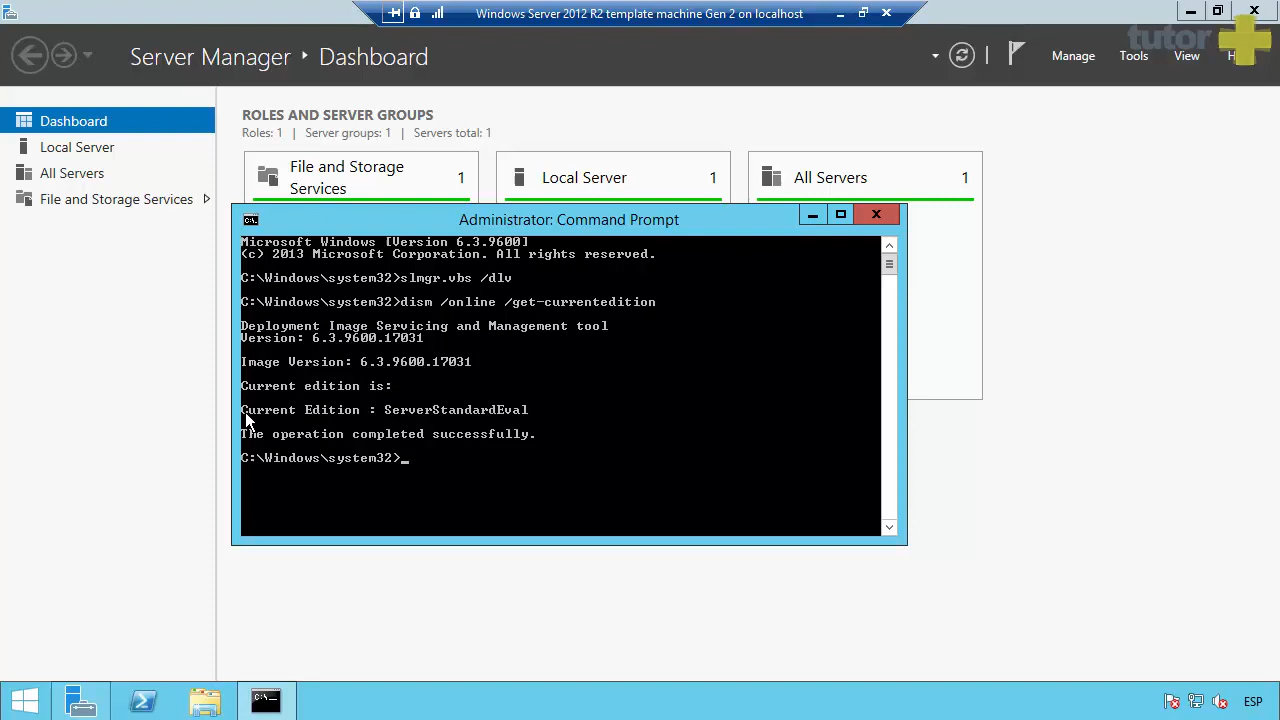 Windows Server 2012 R2 template machine Gen 2 on localhost
tutor
Server Manager ‣ Dashboard
Manage Tools View
Dashboard
Local Server
All Servers
File and Storage Services
ROLES AND SERVER GROUPS
Roles: 1 | Server groups: 1 | Servers total: 1
File and Storage
Services
1
Local Server
1
All Servers
1
Administrator: Command Prompt
Microsoft Windows [Version 6.3.9600]
(c) 2013 Microsoft Corporation. All rights reserved.
C:\Windows\system32>slmgr.vbs /dlv
C:\Windows\system32>dism /online /get-currentedition
Deployment Image Servicing and Management tool
Version: 6.3.9600.17031
Image Version: 6.3.9600.17031
Current edition is:
Current Edition : ServerStandardEval
The operation completed successfully.
C:\Windows\system32>_
ESP